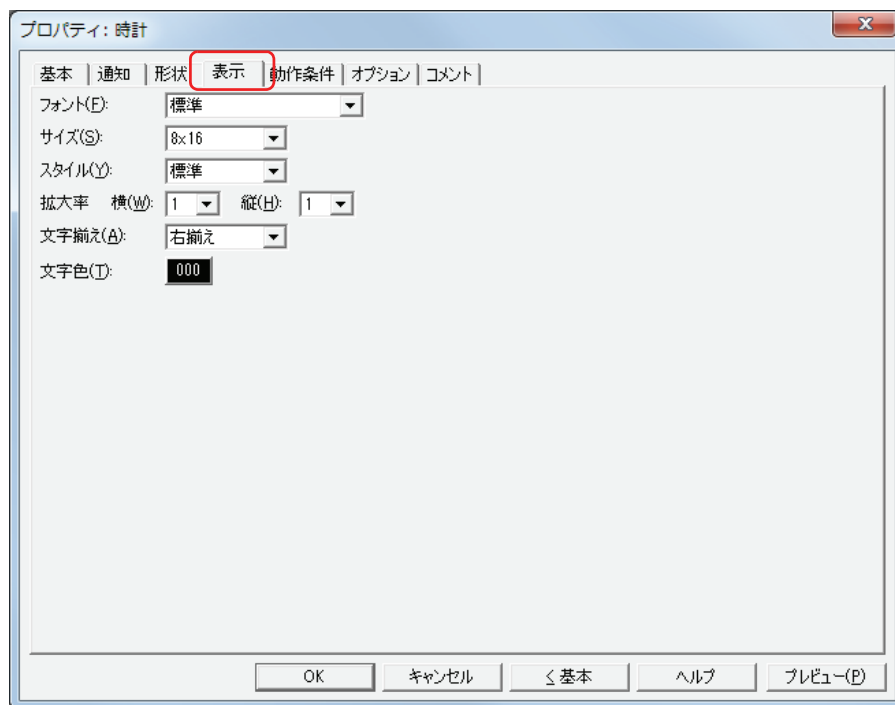 プロパティ: 時計
基本 通知 形状 表示 動作条件 オプション コメント
フォント(F): 標準
サイズ(S): 8×16
スタイル(Y): 標準
拡大率 横(W): 1 縦(H): 1
文字揃え(A): 右揃え
文字色(T): 000
OK キャンセル < 基本 ヘルプ プレビュー(P)